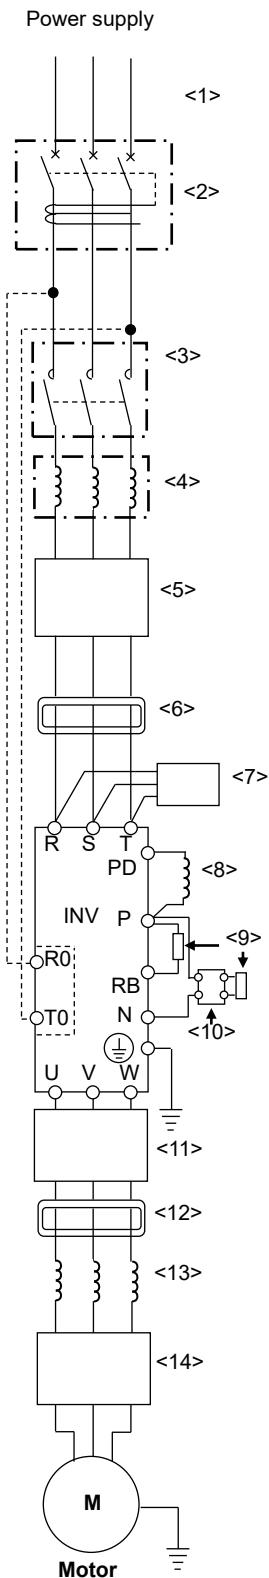 Power supply
<1>
<2>
<3>
<4>
<5>
<6>
<7>
R S T
PD
<8>
INV P
<9>
R0
RB
<10>
T0 N
U V W
<11>
<12>
<13>
<14>
M
Motor